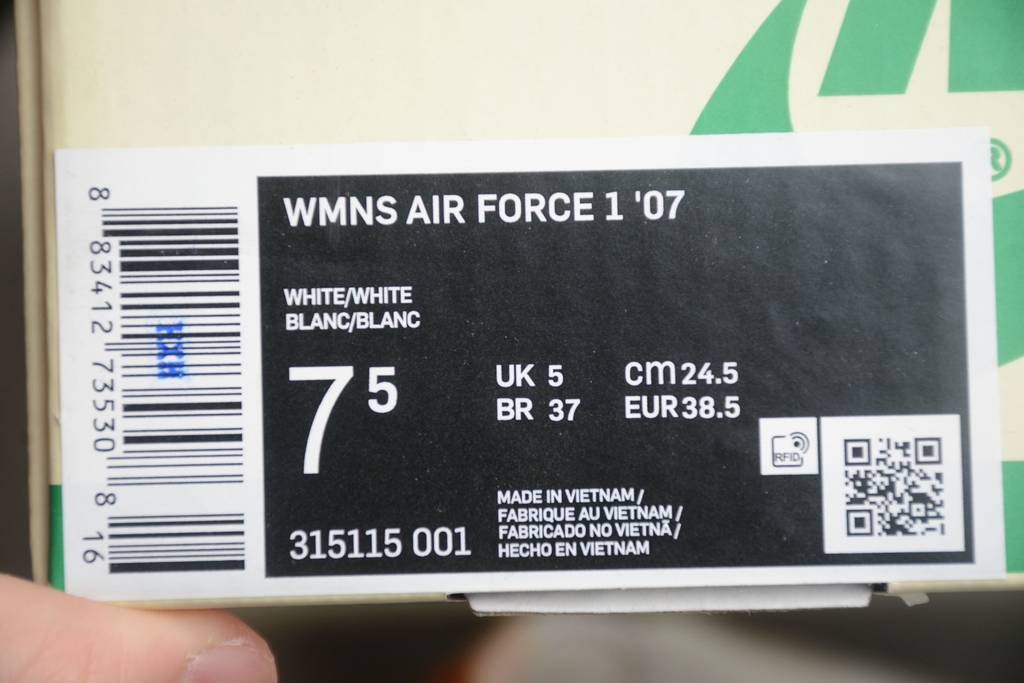 WMNS AIR FORCE 1 '07
WHITE/WHITE
BLANC/BLANC
7 5
UK 5
BR 37
cm 24.5
EUR 38.5
RFID
315115 001
MADE IN VIETNAM /
FABRIQUE AU VIETNAM /
FABRICADO NO VIETNÃ /
HECHO EN VIETNAM
8 83412 73530 8 16
HXH
®